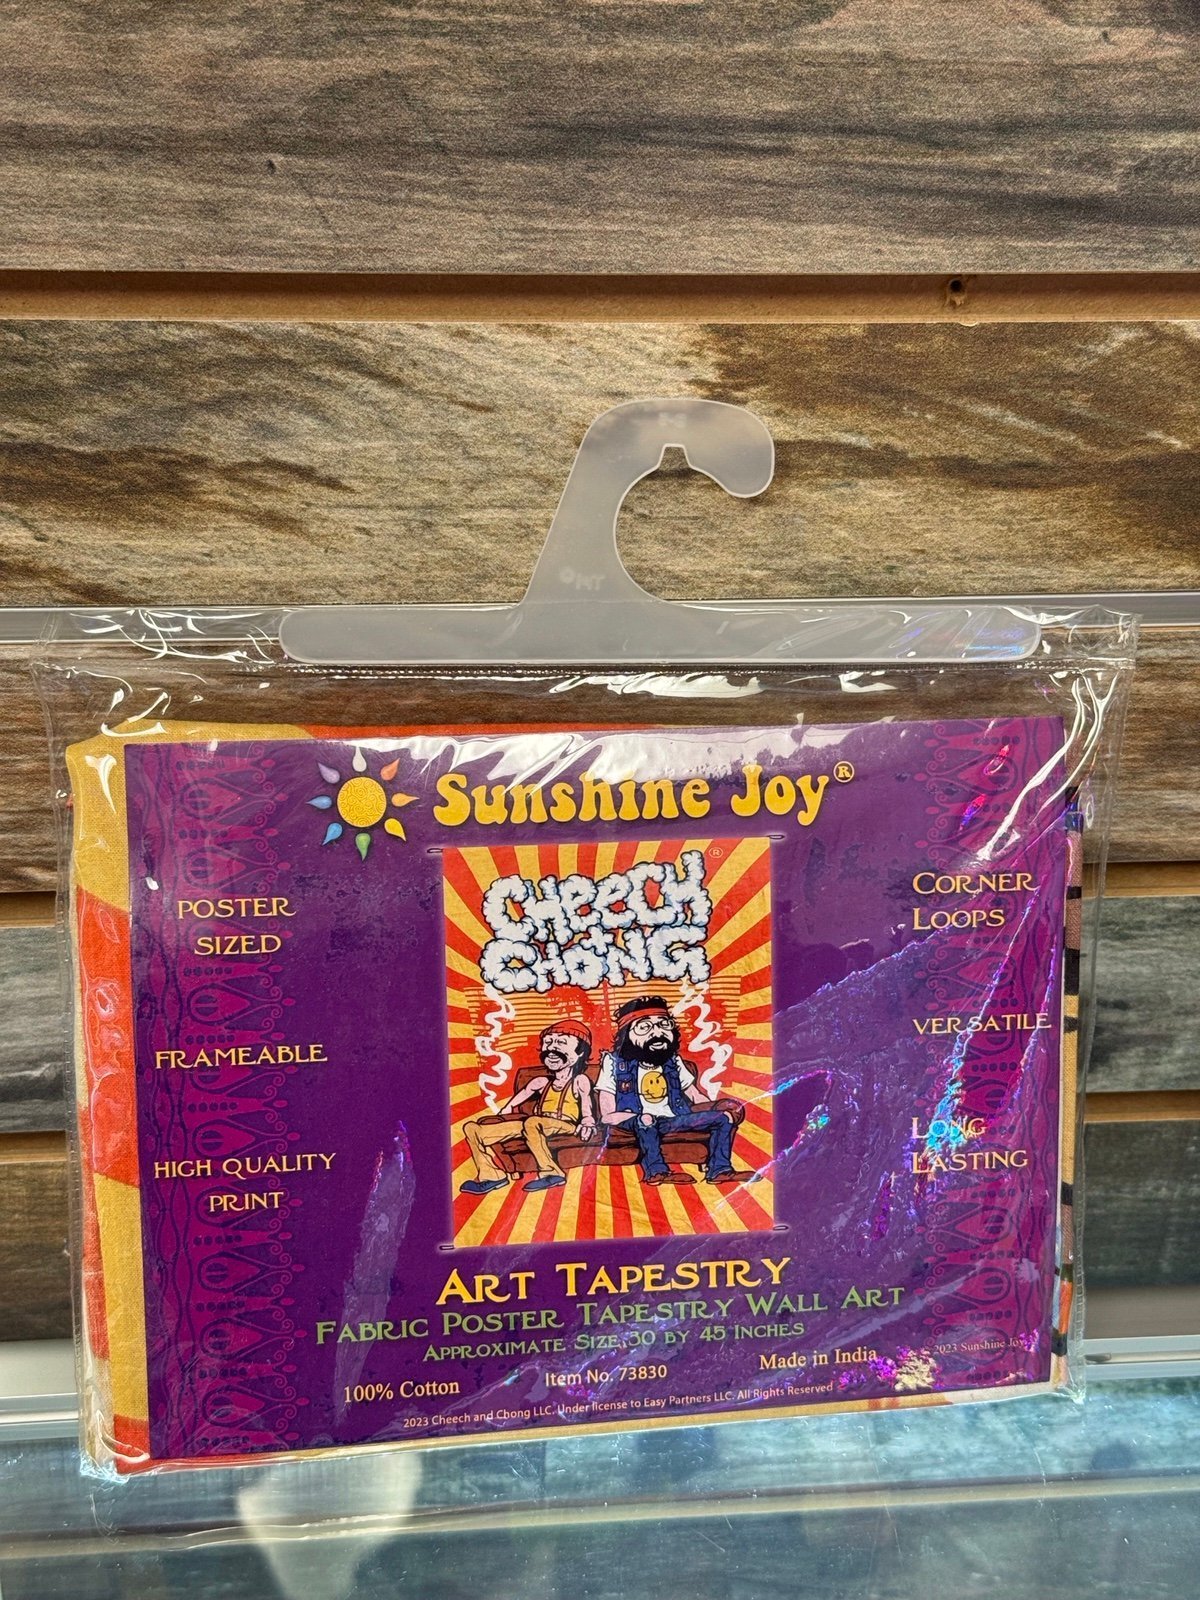 Sunshine Joy®
POSTER
SIZED
FRAMEABLE
HIGH QUALITY
PRINT
CHEECH ®
+
CHONG
CORNER
LOOPS
VERSATILE
LONG
LASTING
ART TAPESTRY
FABRIC POSTER TAPESTRY WALL ART
APPROXIMATE SIZE 30 BY 45 INCHES
100% Cotton
Item No. 73830
Made in India
2023 Sunshine Joy
2023 Cheech and Chong LLC. Under license to Easy Partners LLC. All Rights Reserved